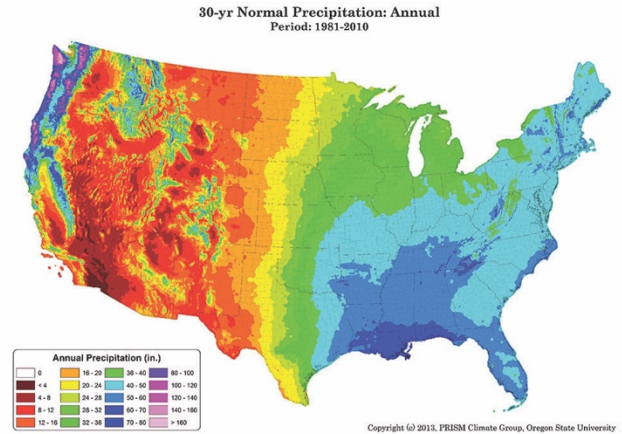 30-yr Normal Precipitation: Annual
Period: 1981-2010
Annual Precipitation (in.)
0
< 4
4 - 8
8 - 12
12 - 16
16 - 20
20 - 24
24 - 28
28 - 32
32 - 36
36 - 40
40 - 50
50 - 60
60 - 70
70 - 80
80 - 100
100 - 120
120 - 140
140 - 160
> 160
Copyright (c) 2013, PRISM Climate Group, Oregon State University